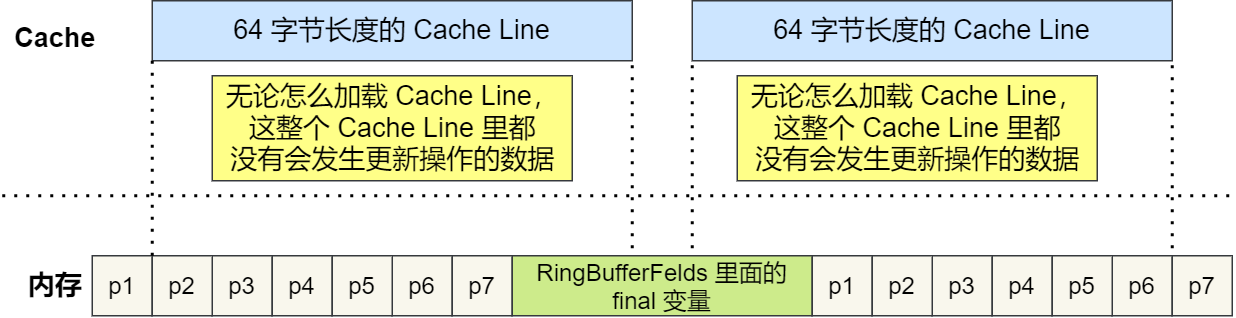 Cache
64 字节长度的 Cache Line
64 字节长度的 Cache Line
无论怎么加载 Cache Line，
这整个 Cache Line 里都
没有会发生更新操作的数据
无论怎么加载 Cache Line，
这整个 Cache Line 里都
没有会发生更新操作的数据
内存
p1 p2 p3 p4 p5 p6 p7
RingBufferFelds 里面的
final 变量
p1 p2 p3 p4 p5 p6 p7